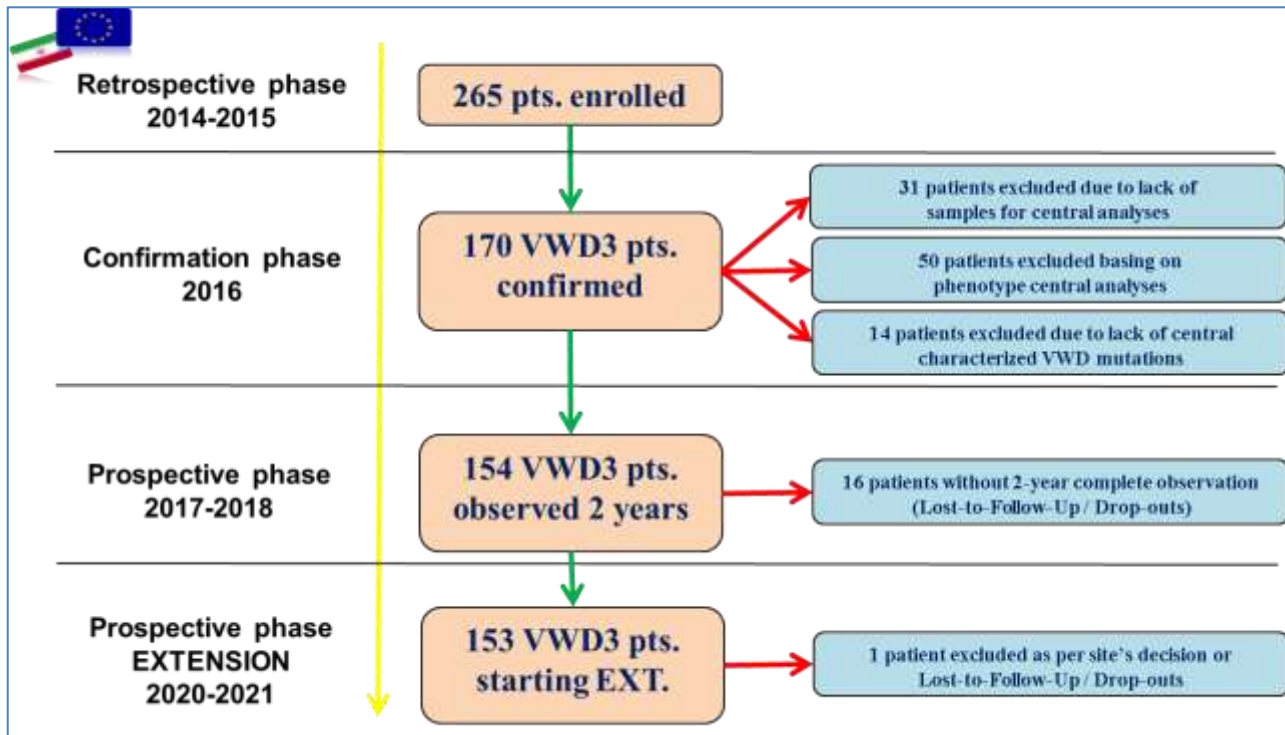 Retrospective phase
2014-2015
265 pts. enrolled
Confirmation phase
2016
170 VWD3 pts.
confirmed
31 patients excluded due to lack of
samples for central analyses
50 patients excluded basing on
phenotype central analyses
14 patients excluded due to lack of central
characterized VWD mutations
Prospective phase
2017-2018
154 VWD3 pts.
observed 2 years
16 patients without 2-year complete observation
(Lost-to-Follow-Up / Drop-outs)
Prospective phase
EXTENSION
2020-2021
153 VWD3 pts.
starting EXT.
1 patient excluded as per site's decision or
Lost-to-Follow-Up / Drop-outs